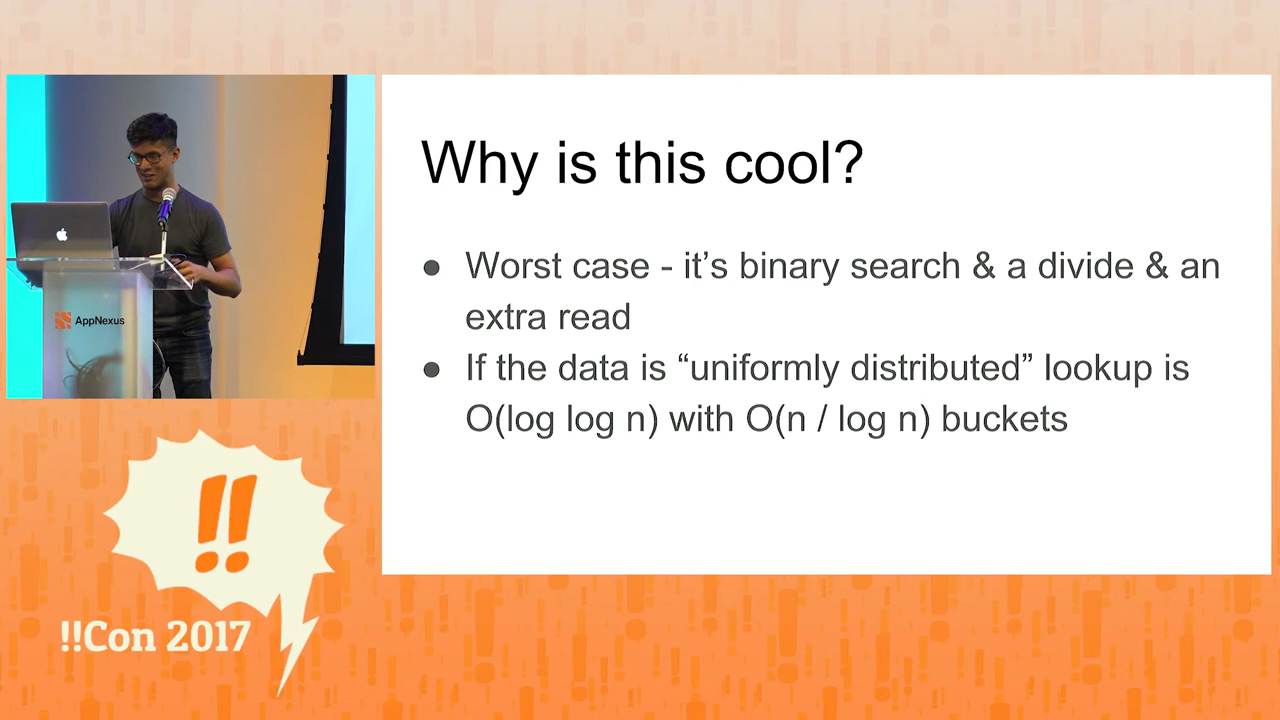 Why is this cool?
● Worst case - it’s binary search & a divide & an
extra read
● If the data is “uniformly distributed” lookup is
O(log log n) with O(n / log n) buckets
AppNexus
!!
!!Con 2017